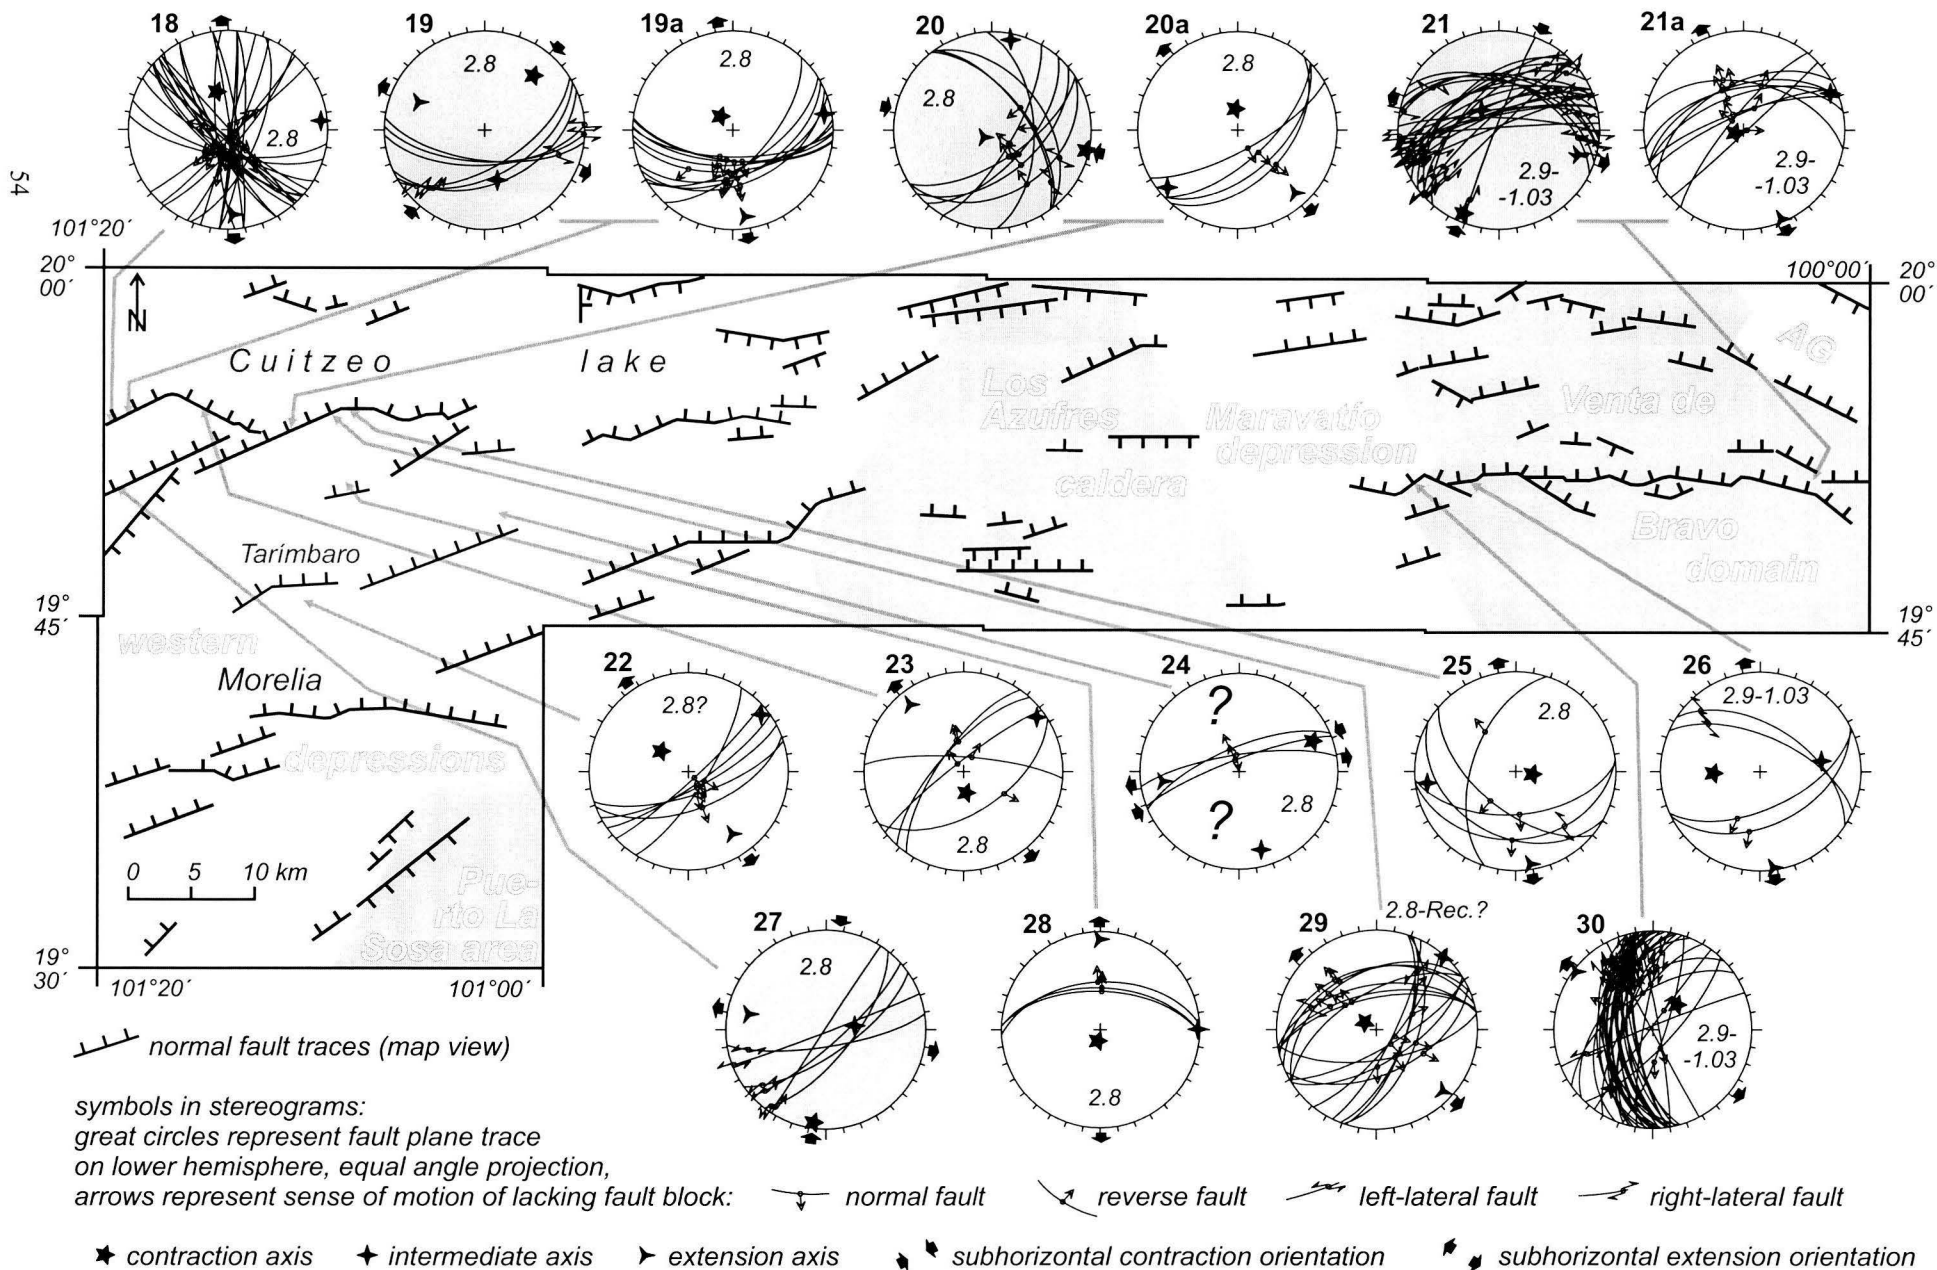 54
18
19
19a
20
20a
21
21a
2.8
2.8
2.8
2.8
2.8
2.9-
-1.03
2.9-
-1.03
101°20´
20°
00´
N
100°00´
20°
00´
Cuitzeo lake
AG
Los
Azufres
caldera
Maravatío
depression
Venta de
Bravo
domain
Tarímbaro
19°
45´
19°
45´
western
Morelia
depressions
0 5 10 km
Pue-
rto La
Sosa area
19°
30´
101°20´
101°00´
22
23
24
25
26
2.8?
2.8
?
?
2.8
2.8
2.9-1.03
27
28
29
30
2.8
2.8
2.8-Rec.?
2.9-
-1.03
normal fault traces (map view)
symbols in stereograms:
great circles represent fault plane trace
on lower hemisphere, equal angle projection,
arrows represent sense of motion of lacking fault block:
normal fault
reverse fault
left-lateral fault
right-lateral fault
contraction axis
intermediate axis
extension axis
subhorizontal contraction orientation
subhorizontal extension orientation